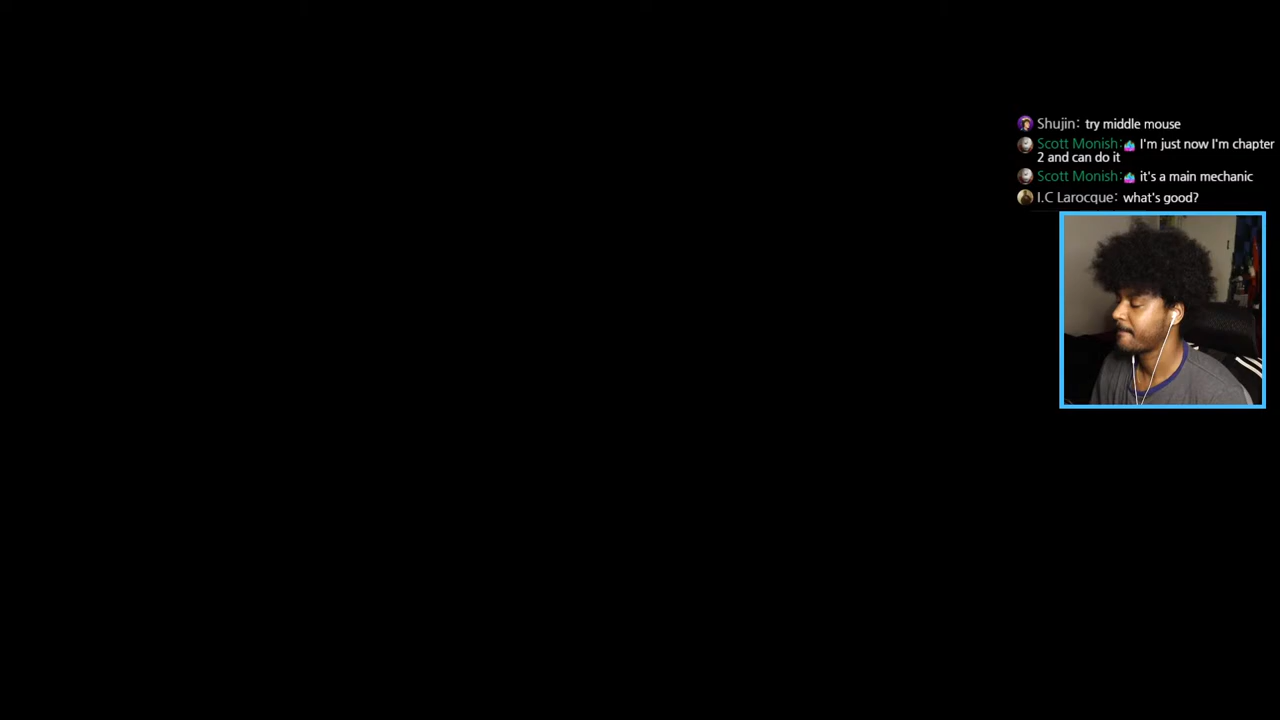 Shujin: try middle mouse
Scott Monish: I'm just now I'm chapter
2 and can do it
Scott Monish: it's a main mechanic
I.C Larocque: what's good?